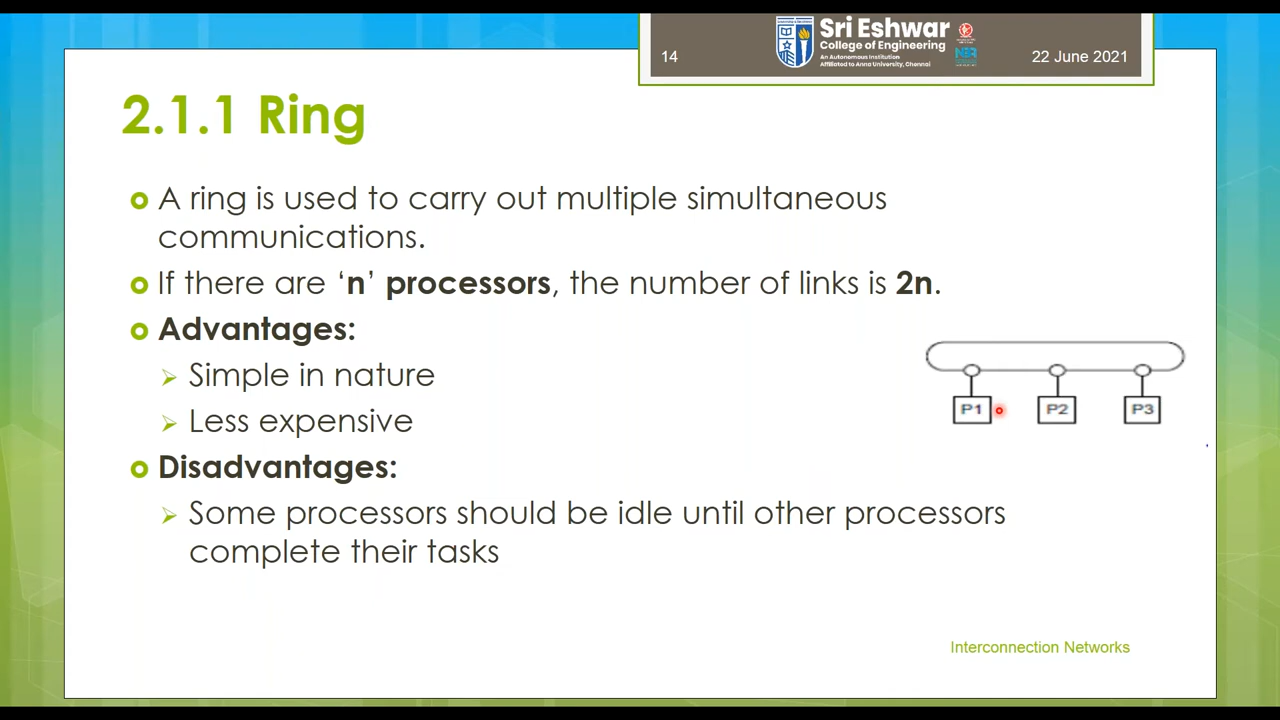 14
Sri Eshwar
College of Engineering
An Autonomous Institution
Affiliated to Anna University, Chennai
22 June 2021
2.1.1 Ring
A ring is used to carry out multiple simultaneous
communications.
If there are ‘n’ processors, the number of links is 2n.
Advantages:
Simple in nature
Less expensive
P1 P2 P3
Disadvantages:
Some processors should be idle until other processors
complete their tasks
Interconnection Networks